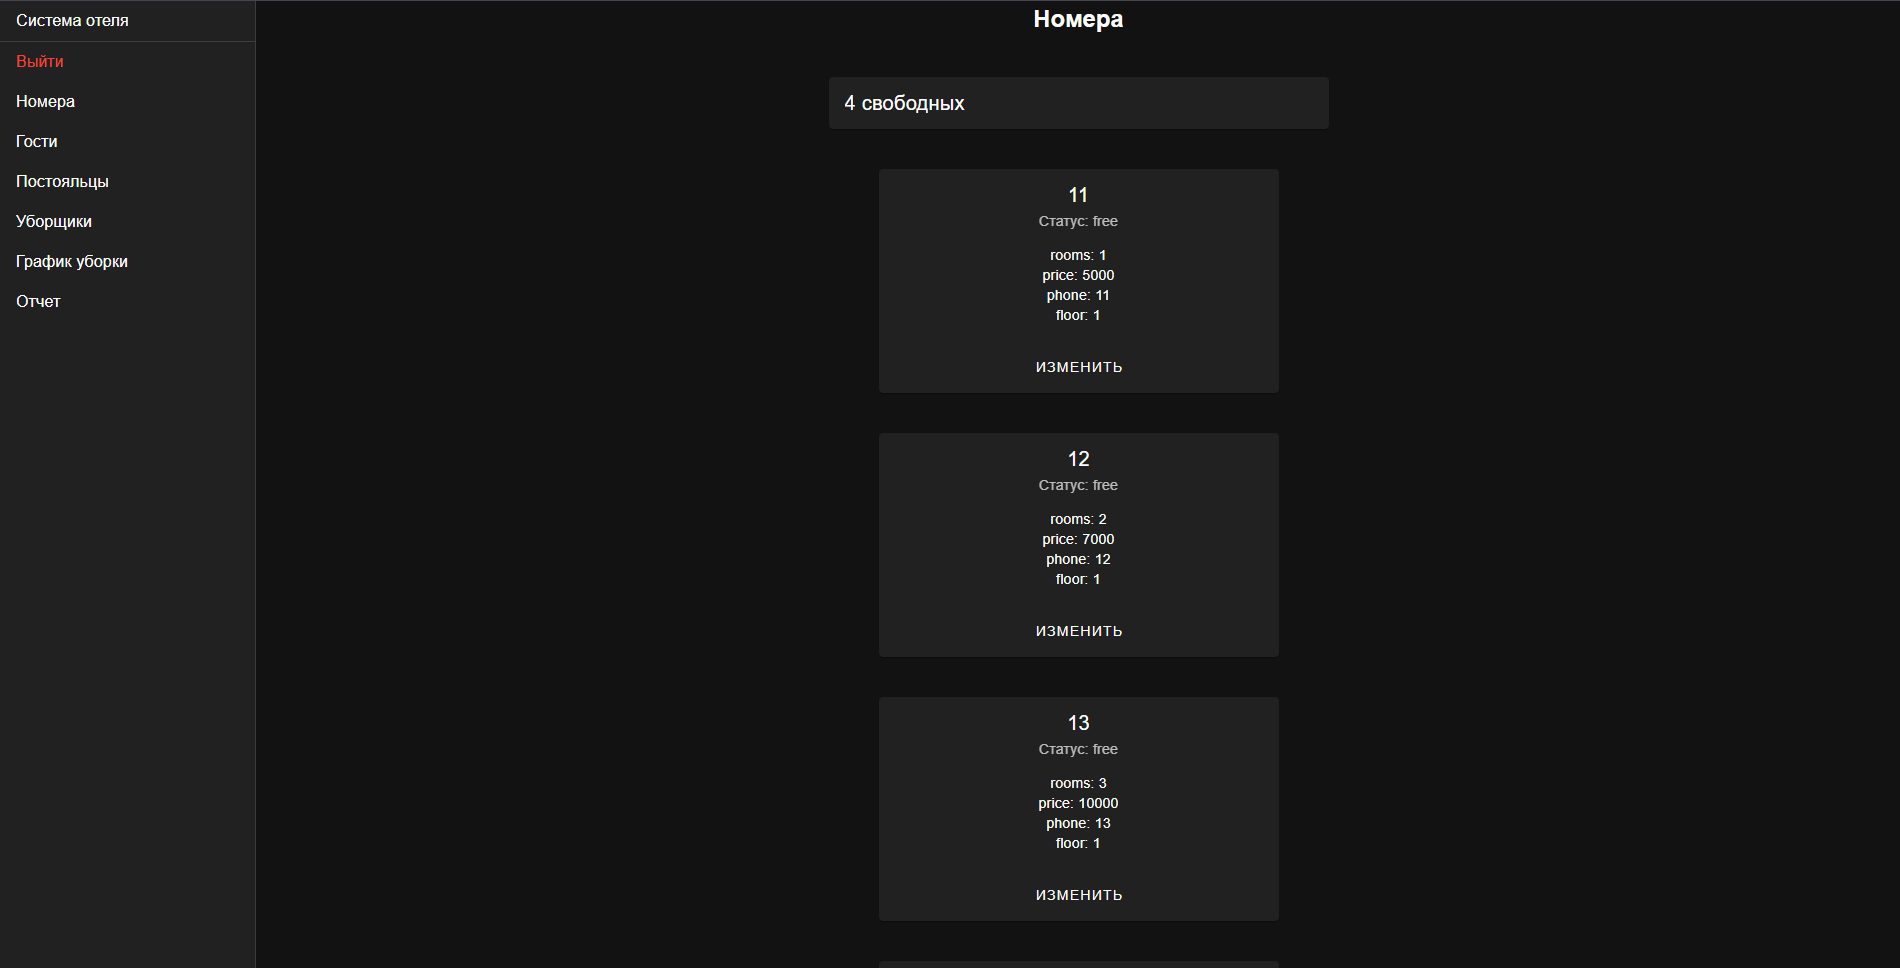 Система отеля
Выйти
Номера
Гости
Постояльцы
Уборщики
График уборки
Отчет
Номера
4 свободных
11
Статус: free
rooms: 1
price: 5000
phone: 11
floor: 1
ИЗМЕНИТЬ
12
Статус: free
rooms: 2
price: 7000
phone: 12
floor: 1
ИЗМЕНИТЬ
13
Статус: free
rooms: 3
price: 10000
phone: 13
floor: 1
ИЗМЕНИТЬ